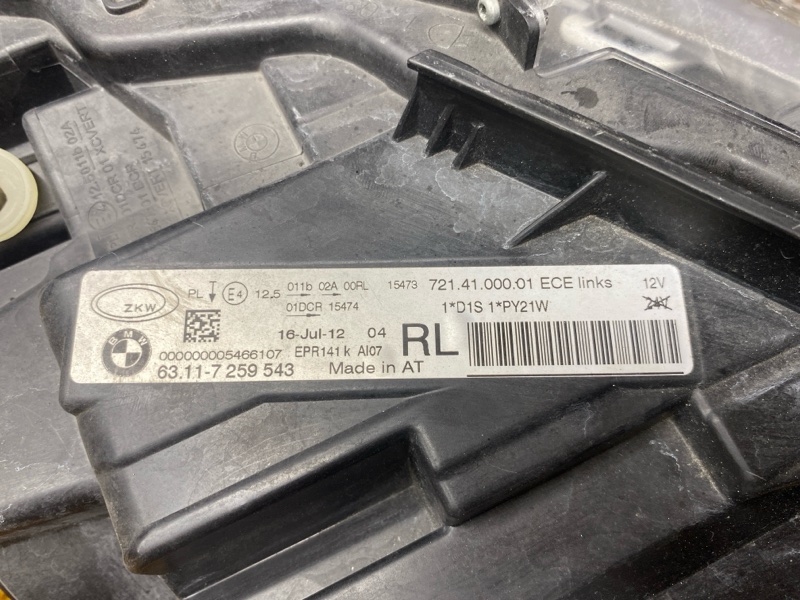 ZKW
PL E4 12,5 011b 02A 00RL 15473 721.41.000.01 ECE links 12V
01DCR 15474 1*D1S 1*PY21W 24V
16-Jul-12 04 RL
BMW
000000005466107 EPR141k AI07
63.11-7 259 543 Made in AT